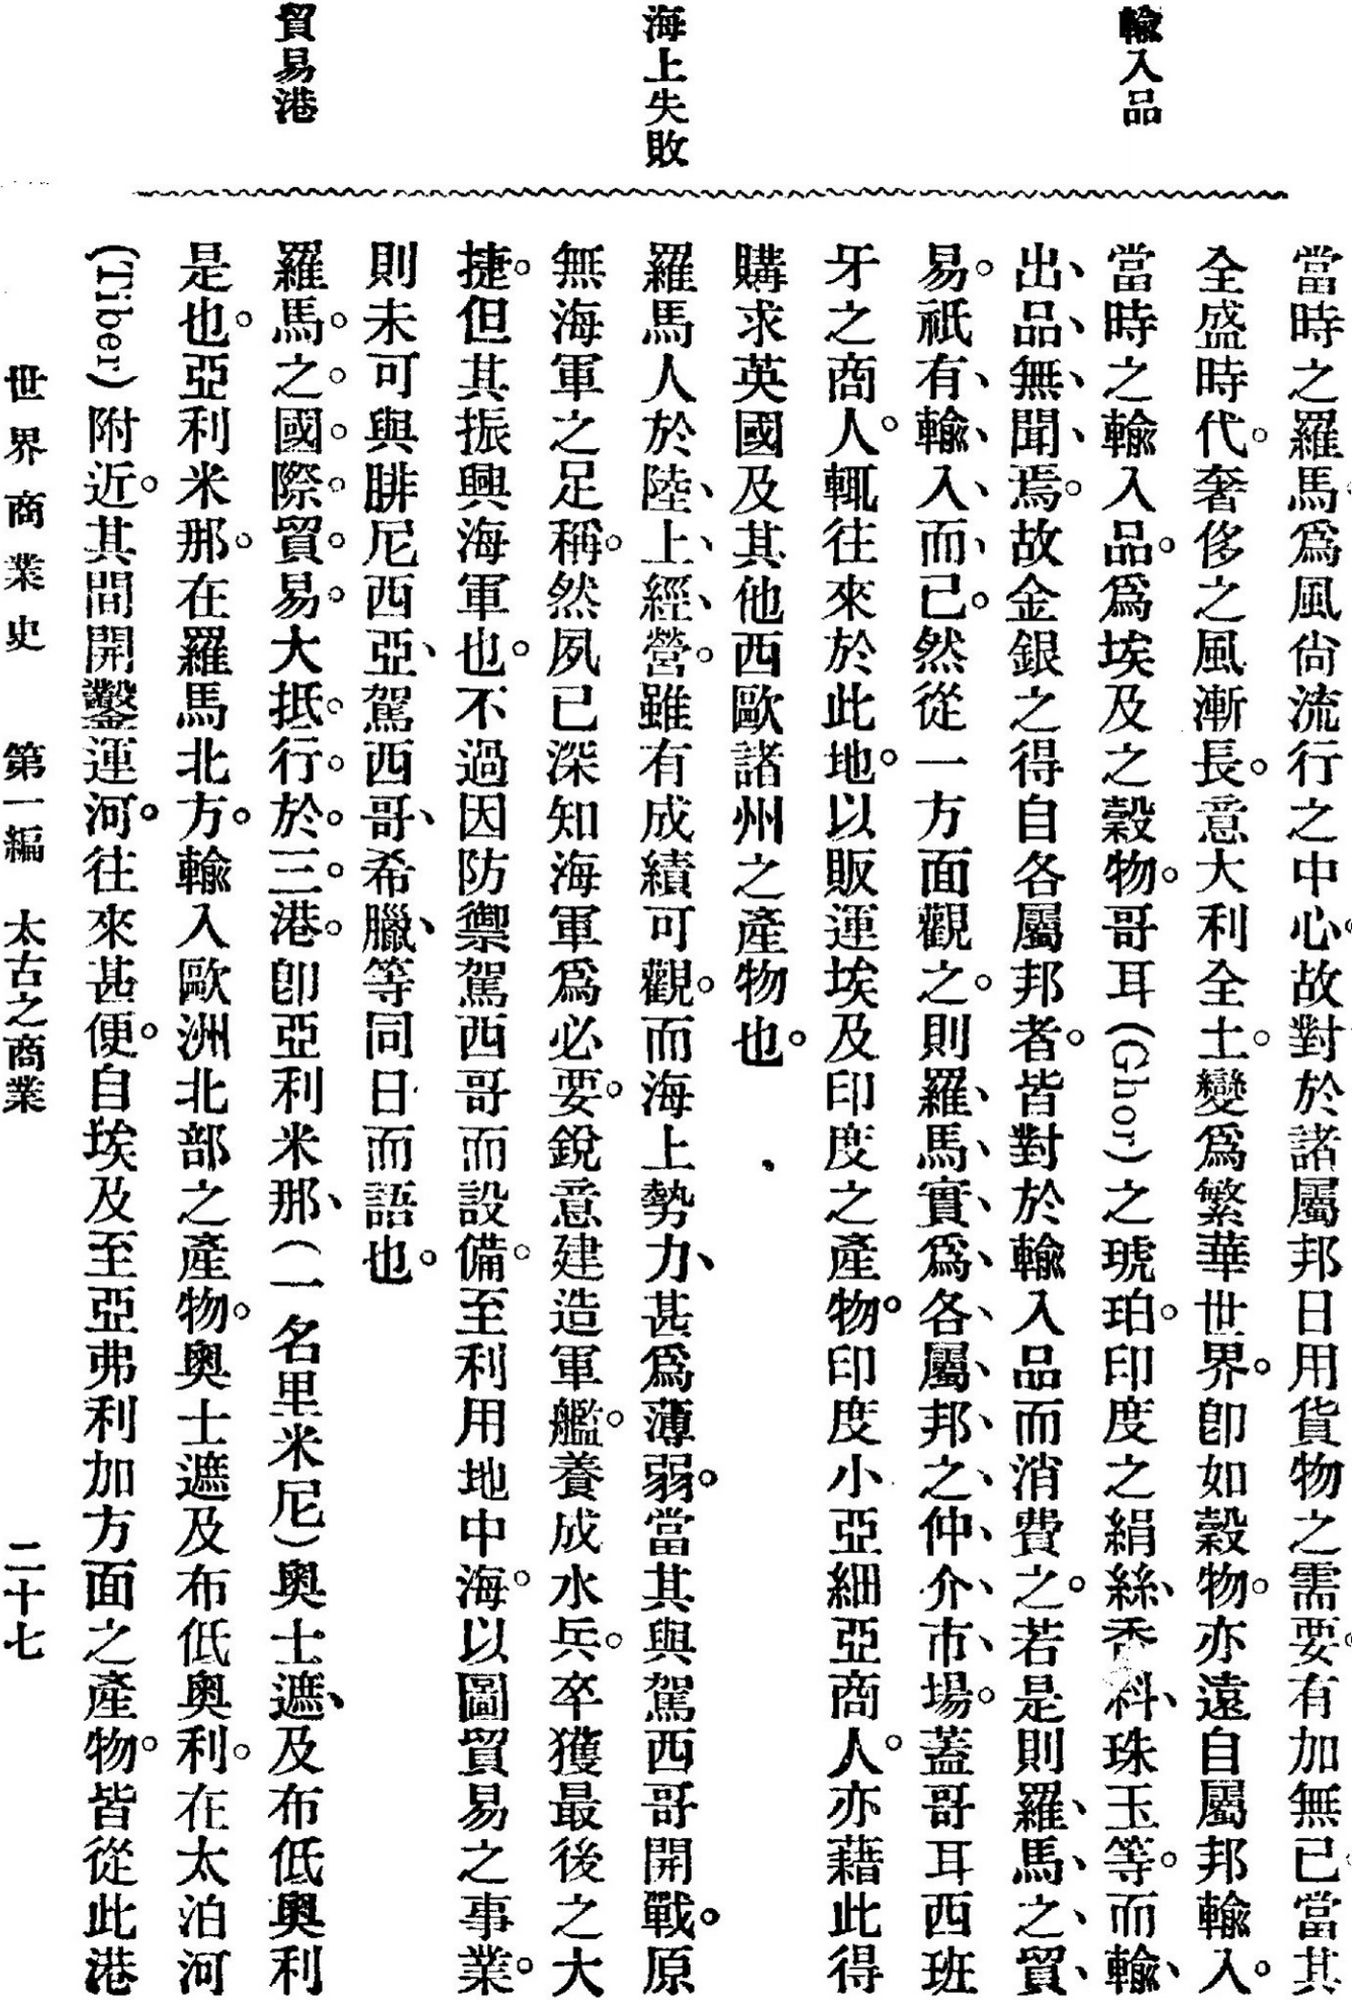 輸入品
海上失敗
貿易港
當時之羅馬。爲風尙流行之中心。故對於諸屬邦日用貨物之需要。有加無已。當其
全盛時代。奢侈之風漸長。意大利全土。變爲繁華世界。卽如穀物。亦遠自屬邦輸入。
當時之輸入品。爲埃及之穀物。哥耳(Ghor)之琥珀。印度之絹絲、香料、珠玉等。而輸、
出、品、無、聞、焉。故金銀之得自各屬邦者。皆對於輸入品而消費之。若是則羅、馬、之、貿、
易。祇有、輸、入、而、已。然從一方面觀之。則羅、馬、實、爲、各、屬、邦、之、仲、介、市、場。蓋哥耳西班
牙之商人。輒往來於此地。以販運埃及印度之產物。印度小亞細亞商人。亦藉此得
購求英國及其他西歐諸州之產物也。
羅馬人於陸、上、經、營。雖有成績可觀。而海上勢力、甚爲薄弱。當其與駕西哥開戰。原
無海軍之足稱。然夙已深知海軍爲必要。銳意建造軍艦。養成水兵。卒獲最後之大
捷。但其振興海軍也。不過因防禦駕西哥而設備。至利用地中海。以圖貿易之事業。
則未可與腓尼西亞、駕西哥、希臘、等同日而語也。
羅馬。之。國。際。貿。易。大抵。行。於。三。港。卽亞利米那、(一名里米尼)奧士遮、及布低奧利
是也。亞利米那。在羅馬北方。輸入歐洲北部之產物。奧士遮及布低奧利。在太泊河
(Tiber)附近。其間開鑿運河。往來甚便。自埃及至亞弗利加方面之產物。皆從此港
世界商業史　第一編　太古之商業　二十七